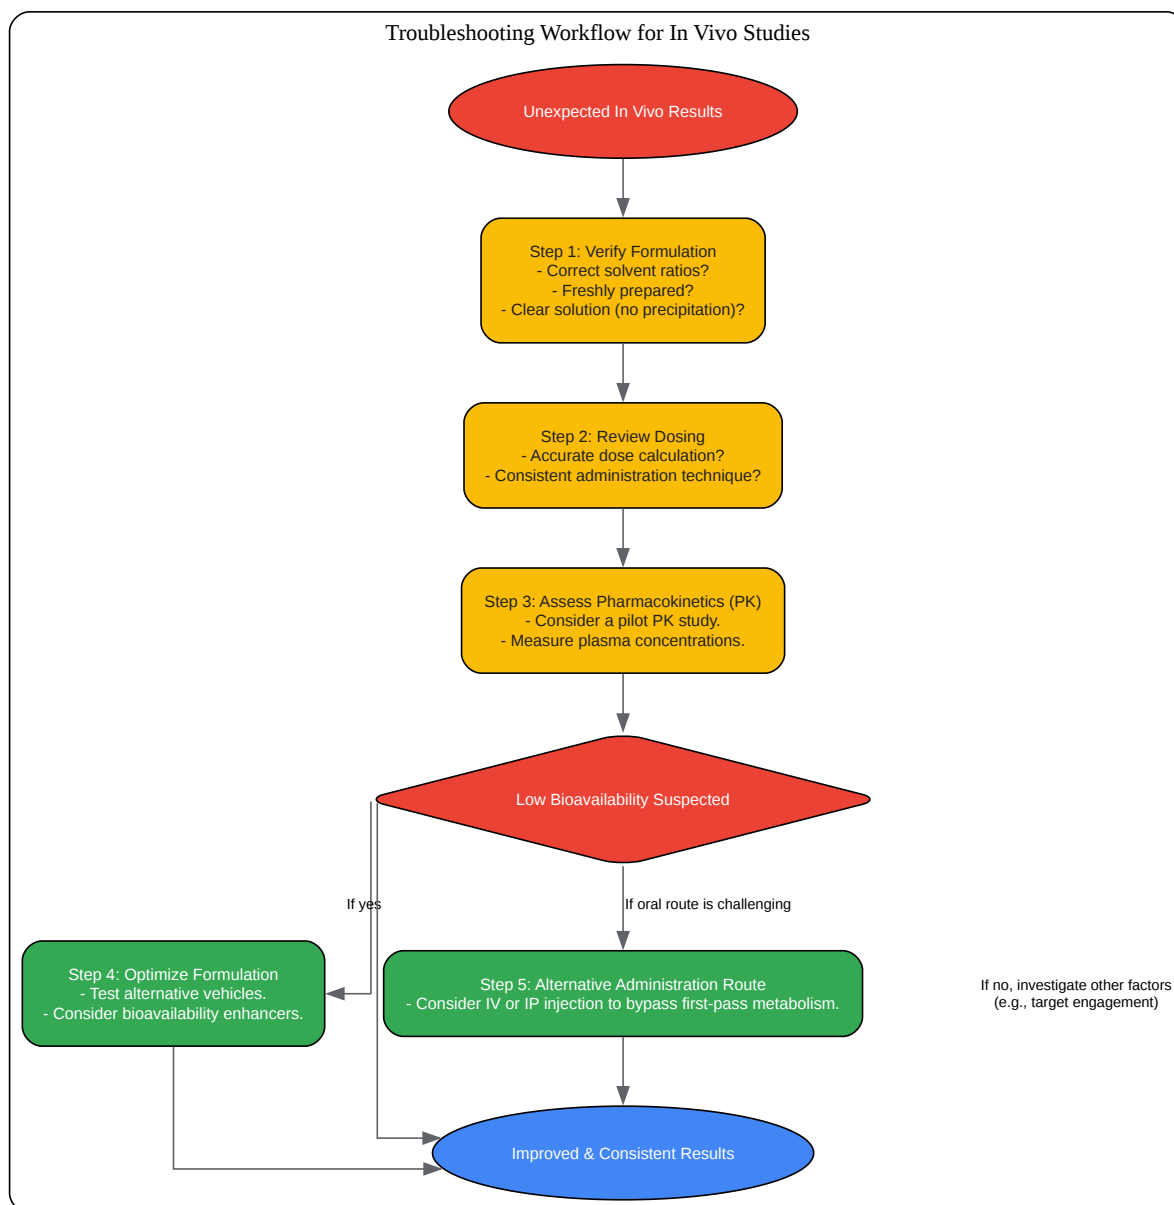 Troubleshooting Workflow for In Vivo Studies
Unexpected In Vivo Results
Step 1: Verify Formulation
- Correct solvent ratios?
- Freshly prepared?
- Clear solution (no precipitation)?
Step 2: Review Dosing
- Accurate dose calculation?
- Consistent administration technique?
Step 3: Assess Pharmacokinetics (PK)
- Consider a pilot PK study.
- Measure plasma concentrations.
Low Bioavailability Suspected
If yes
If oral route is challenging
Step 4: Optimize Formulation
- Test alternative vehicles.
- Consider bioavailability enhancers.
Step 5: Alternative Administration Route
- Consider IV or IP injection to bypass first-pass metabolism.
If no, investigate other factors
(e.g., target engagement)
Improved & Consistent Results